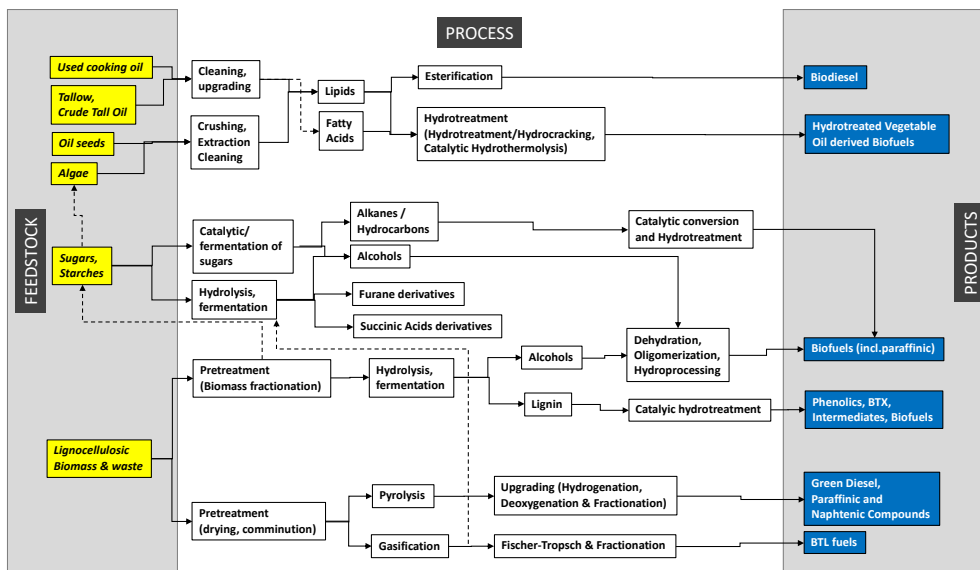 PROCESS
FEEDSTOCK
PRODUCTS
Used cooking oil
Tallow,
Crude Tall Oil
Oil seeds
Algae
Sugars,
Starches
Lignocellulosic
Biomass & waste
Cleaning,
upgrading
Crushing,
Extraction
Cleaning
Lipids
Fatty
Acids
Esterification
Hydrotreatment
(Hydrotreatment/Hydrocracking,
Catalytic Hydrothermolysis)
Biodiesel
Hydrotreated Vegetable
Oil derived Biofuels
Catalytic/
fermentation of
sugars
Hydrolysis,
fermentation
Alkanes /
Hydrocarbons
Alcohols
Furane derivatives
Succinic Acids derivatives
Catalytic conversion
and Hydrotreatment
Dehydration,
Oligomerization,
Hydroprocessing
Biofuels (incl.paraffinic)
Pretreatment
(Biomass fractionation)
Hydrolysis,
fermentation
Alcohols
Lignin
Catalyic hydrotreatment
Phenolics, BTX,
Intermediates, Biofuels
Pretreatment
(drying, comminution)
Pyrolysis
Gasification
Upgrading (Hydrogenation,
Deoxygenation & Fractionation)
Fischer-Tropsch & Fractionation
Green Diesel,
Paraffinic and
Naphtenic Compounds
BTL fuels